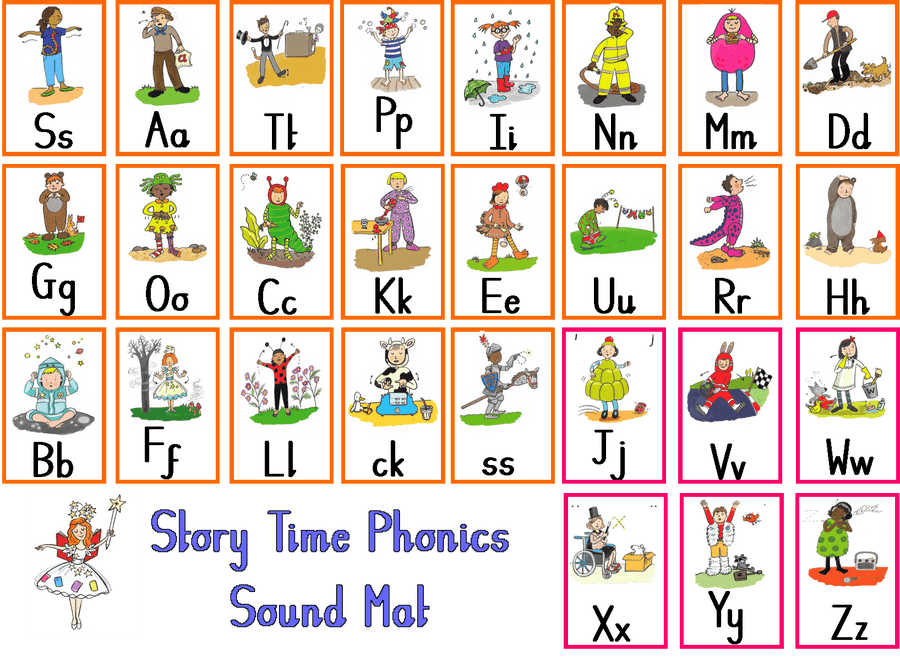 Ss Aa Tt Pp Ii Nn Mm Dd
Gg Oo Cc Kk Ee Uu Rr Hh
Bb Ff Ll ck ss Jj Vv Ww
Story Time Phonics
Sound Mat
Xx Yy Zz